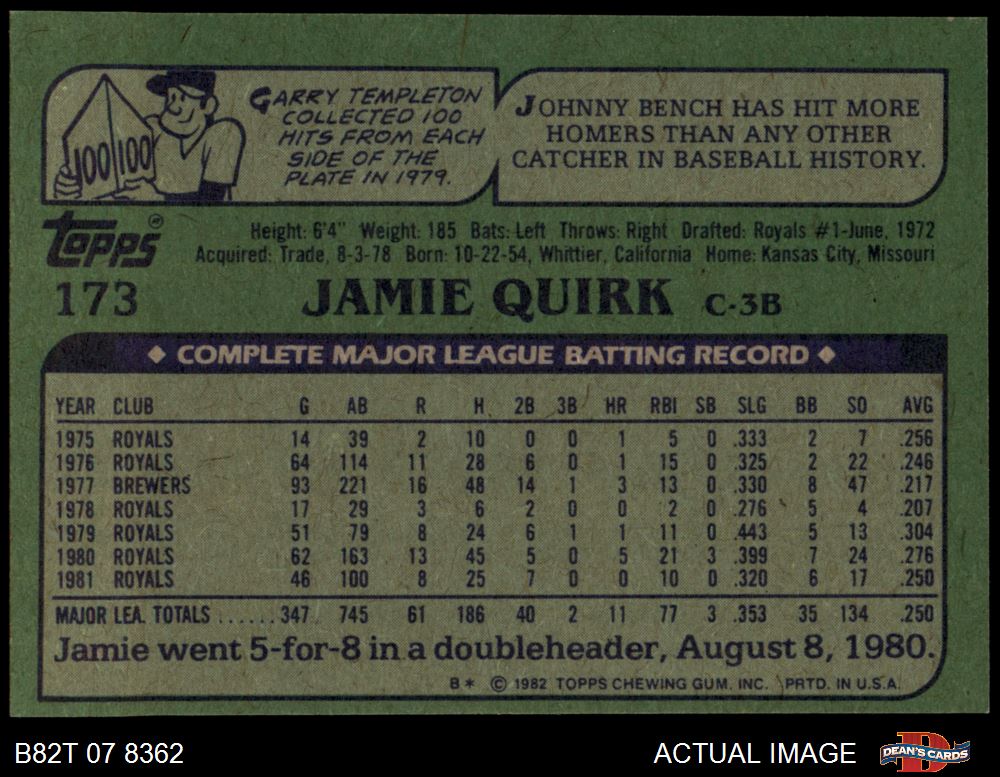 100 100
GARRY TEMPLETON
COLLECTED 100
HITS FROM EACH
SIDE OF THE
PLATE IN 1979.
JOHNNY BENCH HAS HIT MORE
HOMERS THAN ANY OTHER
CATCHER IN BASEBALL HISTORY.
Topps®
Height: 6'4" Weight: 185 Bats: Left Throws: Right Drafted: Royals #1-June, 1972
Acquired: Trade, 8-3-78 Born: 10-22-54, Whittier, California Home: Kansas City, Missouri
173 JAMIE QUIRK C-3B
◆ COMPLETE MAJOR LEAGUE BATTING RECORD ◆
YEAR CLUB G AB R H 2B 3B HR RBI SB SLG BB SO AVG
1975 ROYALS 14 39 2 10 0 0 1 5 0 .333 2 7 .256
1976 ROYALS 64 114 11 28 6 0 1 15 0 .325 2 22 .246
1977 BREWERS 93 221 16 48 14 1 3 13 0 .330 8 47 .217
1978 ROYALS 17 29 3 6 2 0 0 2 0 .276 5 4 .207
1979 ROYALS 51 79 8 24 6 1 1 11 0 .443 5 13 .304
1980 ROYALS 62 163 13 45 5 0 5 21 3 .399 7 24 .276
1981 ROYALS 46 100 8 25 7 0 0 10 0 .320 6 17 .250
MAJOR LEA. TOTALS ......347 745 61 186 40 2 11 77 3 .353 35 134 .250
Jamie went 5-for-8 in a doubleheader, August 8, 1980.
B* © 1982 TOPPS CHEWING GUM, INC. PRTD. IN U.S.A.
B82T 07 8362 ACTUAL IMAGE DEAN'S CARDS